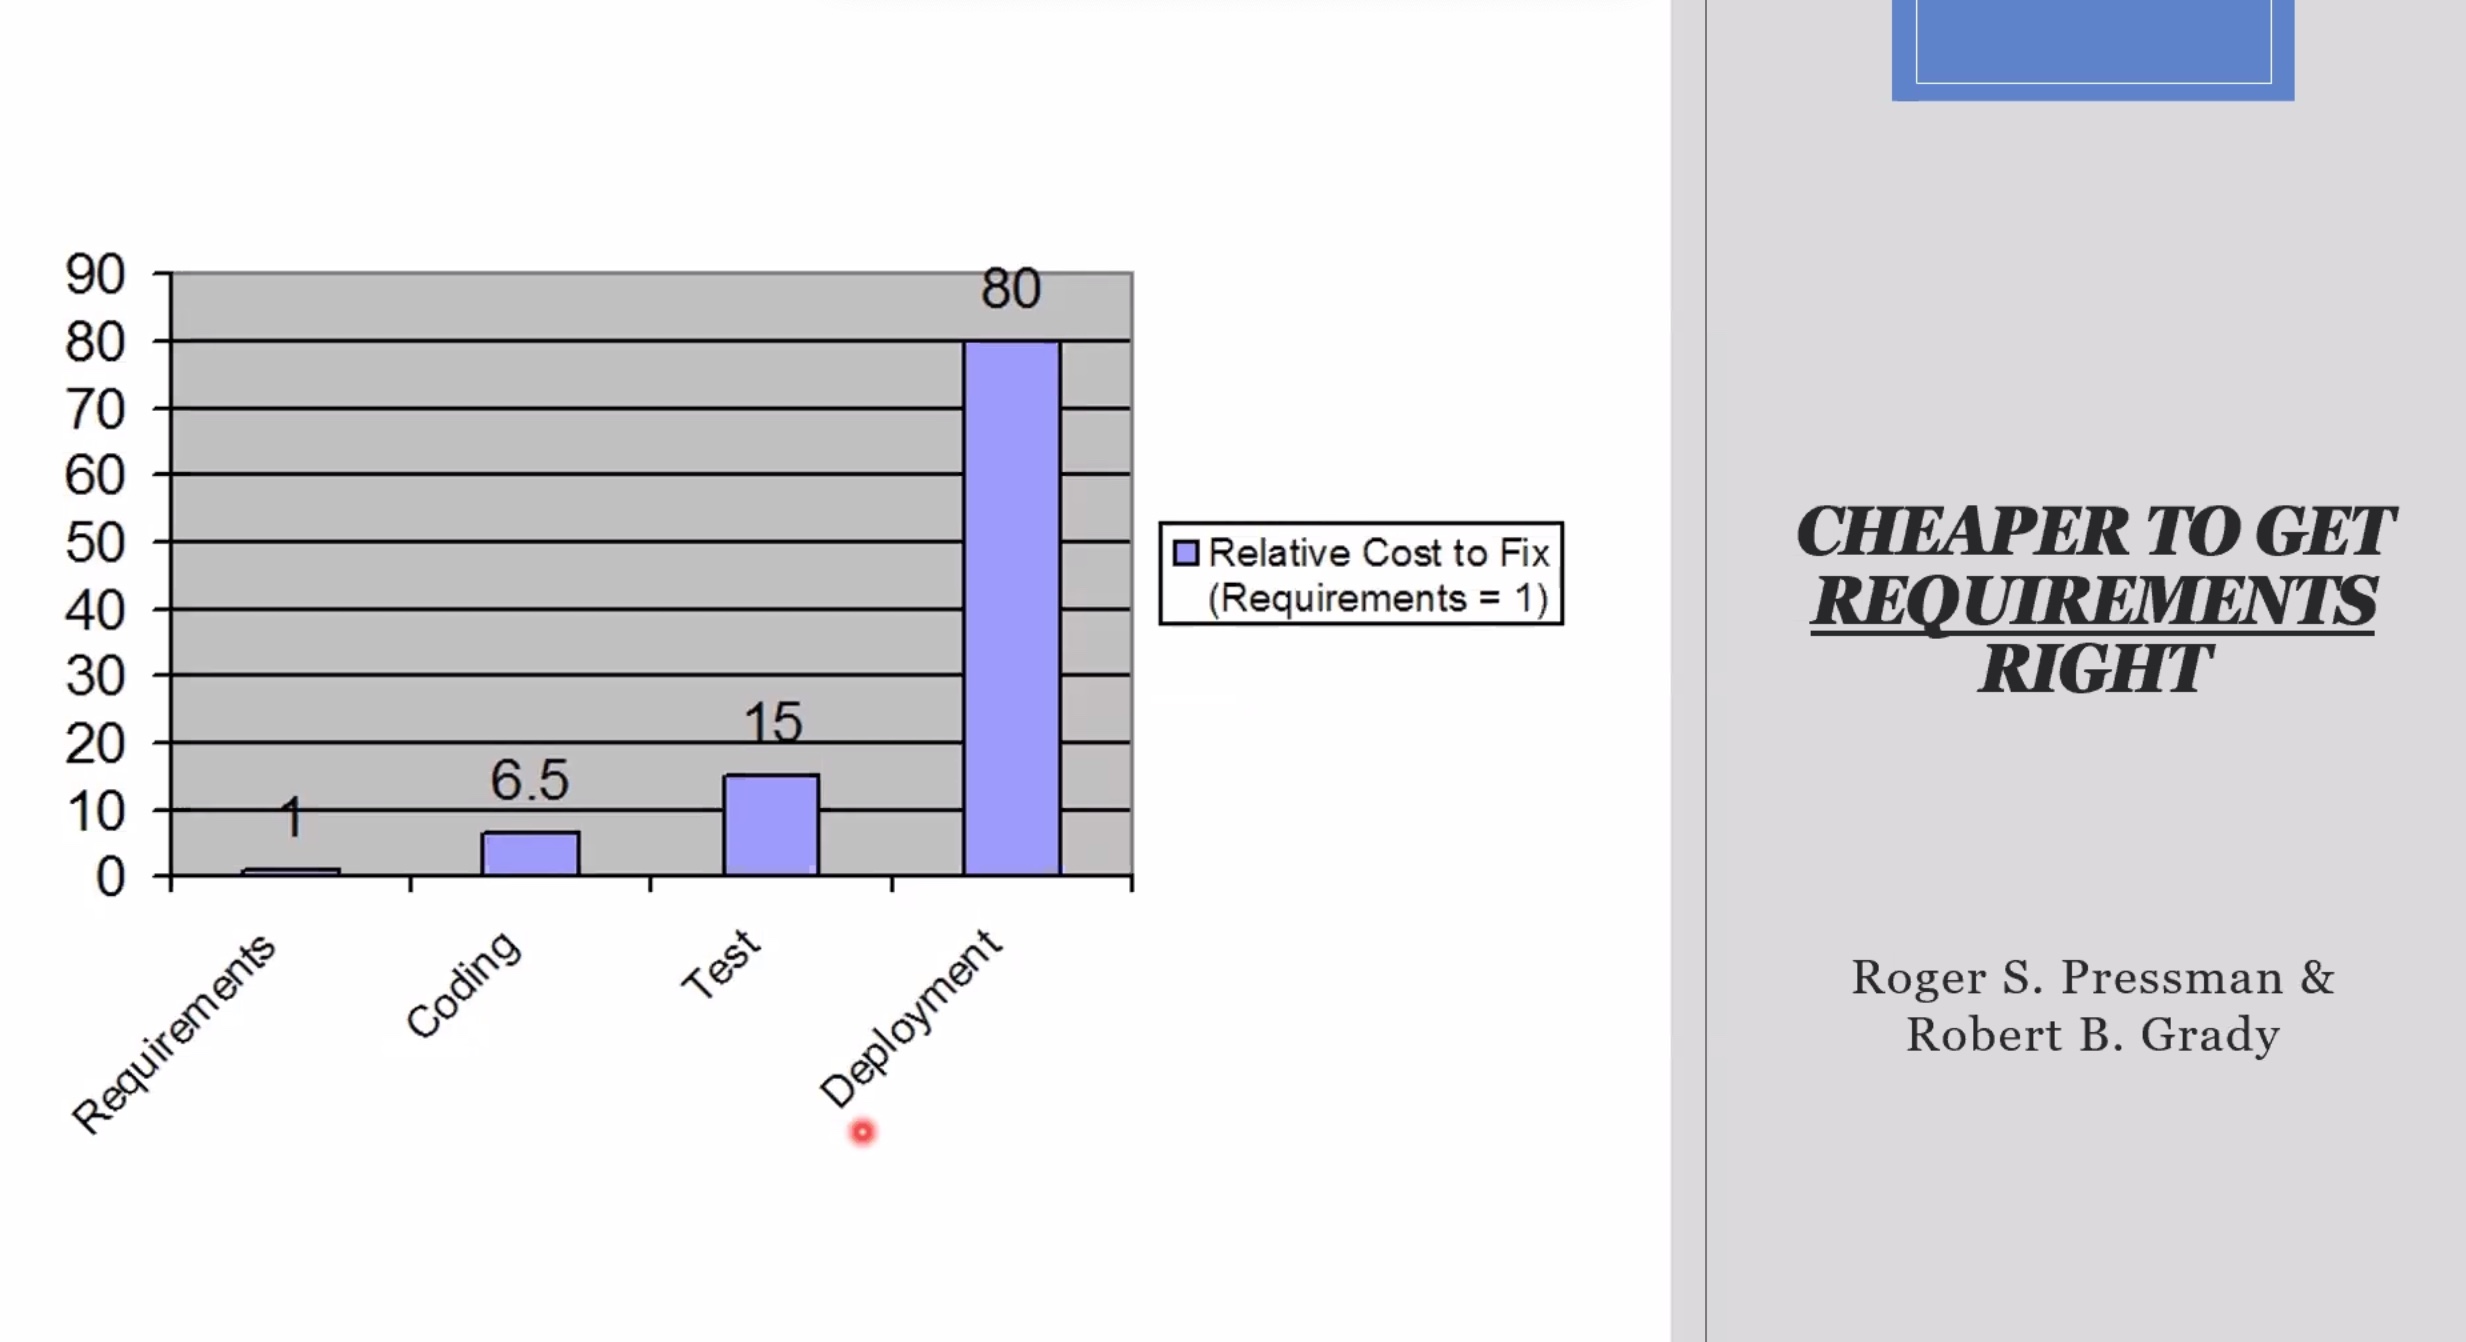 90
80
70
60
50
40
30
20
10
0
1
6.5
15
80
Requirements
Coding
Test
Deployment
Relative Cost to Fix
(Requirements = 1)
CHEAPER TO GET
REQUIREMENTS
RIGHT
Roger S. Pressman &
Robert B. Grady